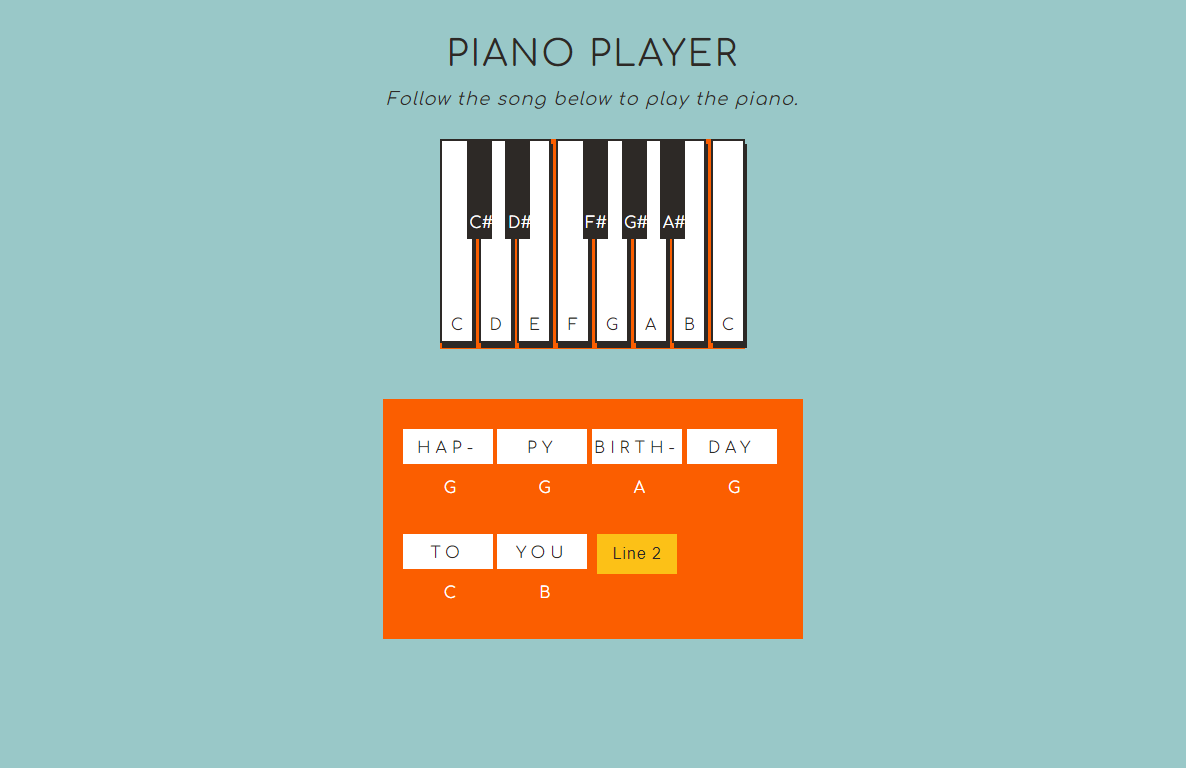 PIANO PLAYER
Follow the song below to play the piano.
C# D# F# G# A#
C D E F G A B C
HAP- PY BIRTH- DAY
G G A G
TO YOU Line 2
C B